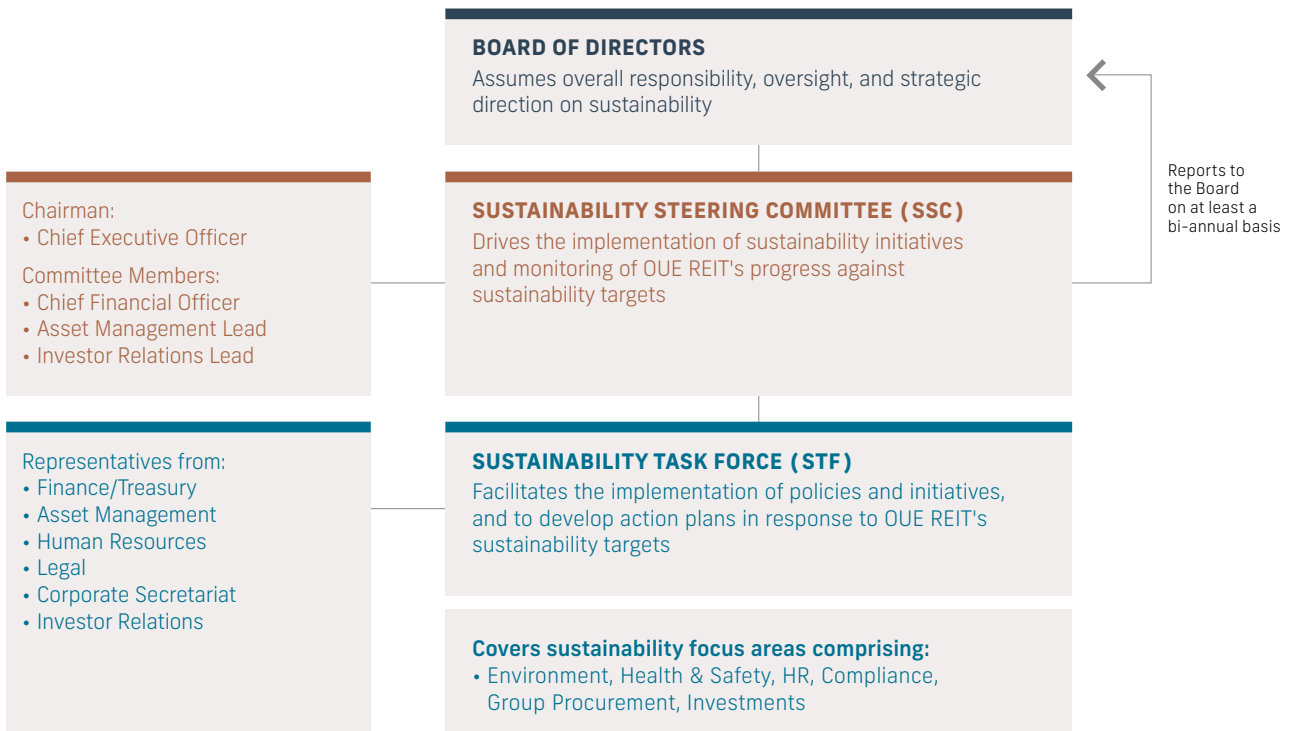 BOARD OF DIRECTORS
Assumes overall responsibility, oversight, and strategic
direction on sustainability
Reports to
the Board
on at least a
bi-annual basis
Chairman:
• Chief Executive Officer
Committee Members:
• Chief Financial Officer
• Asset Management Lead
• Investor Relations Lead
SUSTAINABILITY STEERING COMMITTEE (SSC)
Drives the implementation of sustainability initiatives
and monitoring of OUE REIT's progress against
sustainability targets
Representatives from:
• Finance/Treasury
• Asset Management
• Human Resources
• Legal
• Corporate Secretariat
• Investor Relations
SUSTAINABILITY TASK FORCE (STF)
Facilitates the implementation of policies and initiatives,
and to develop action plans in response to OUE REIT's
sustainability targets
Covers sustainability focus areas comprising:
• Environment, Health & Safety, HR, Compliance,
Group Procurement, Investments